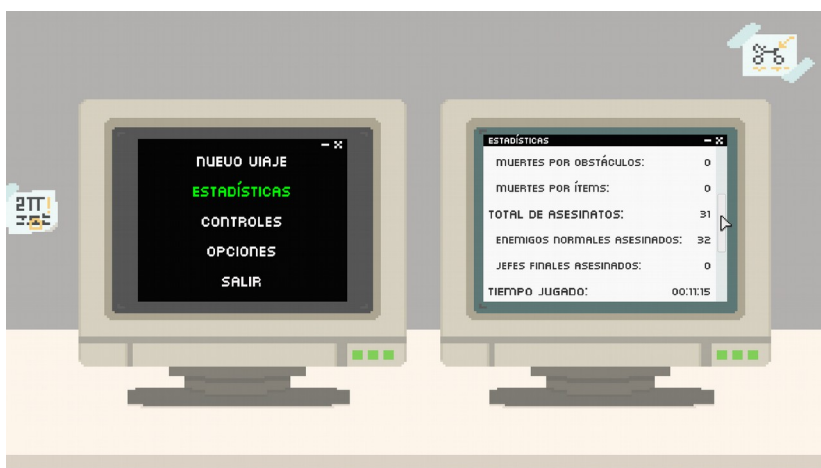 NUEVO VIAJE
ESTADÍSTICAS
CONTROLES
OPCIONES
SALIR
ESTADÍSTICAS
MUERTES POR OBSTÁCULOS: 0
MUERTES POR ÍTEMS: 0
TOTAL DE ASESINATOS: 31
ENEMIGOS NORMALES ASESINADOS: 32
JEFES FINALES ASESINADOS: 0
TIEMPO JUGADO: 00:11:15